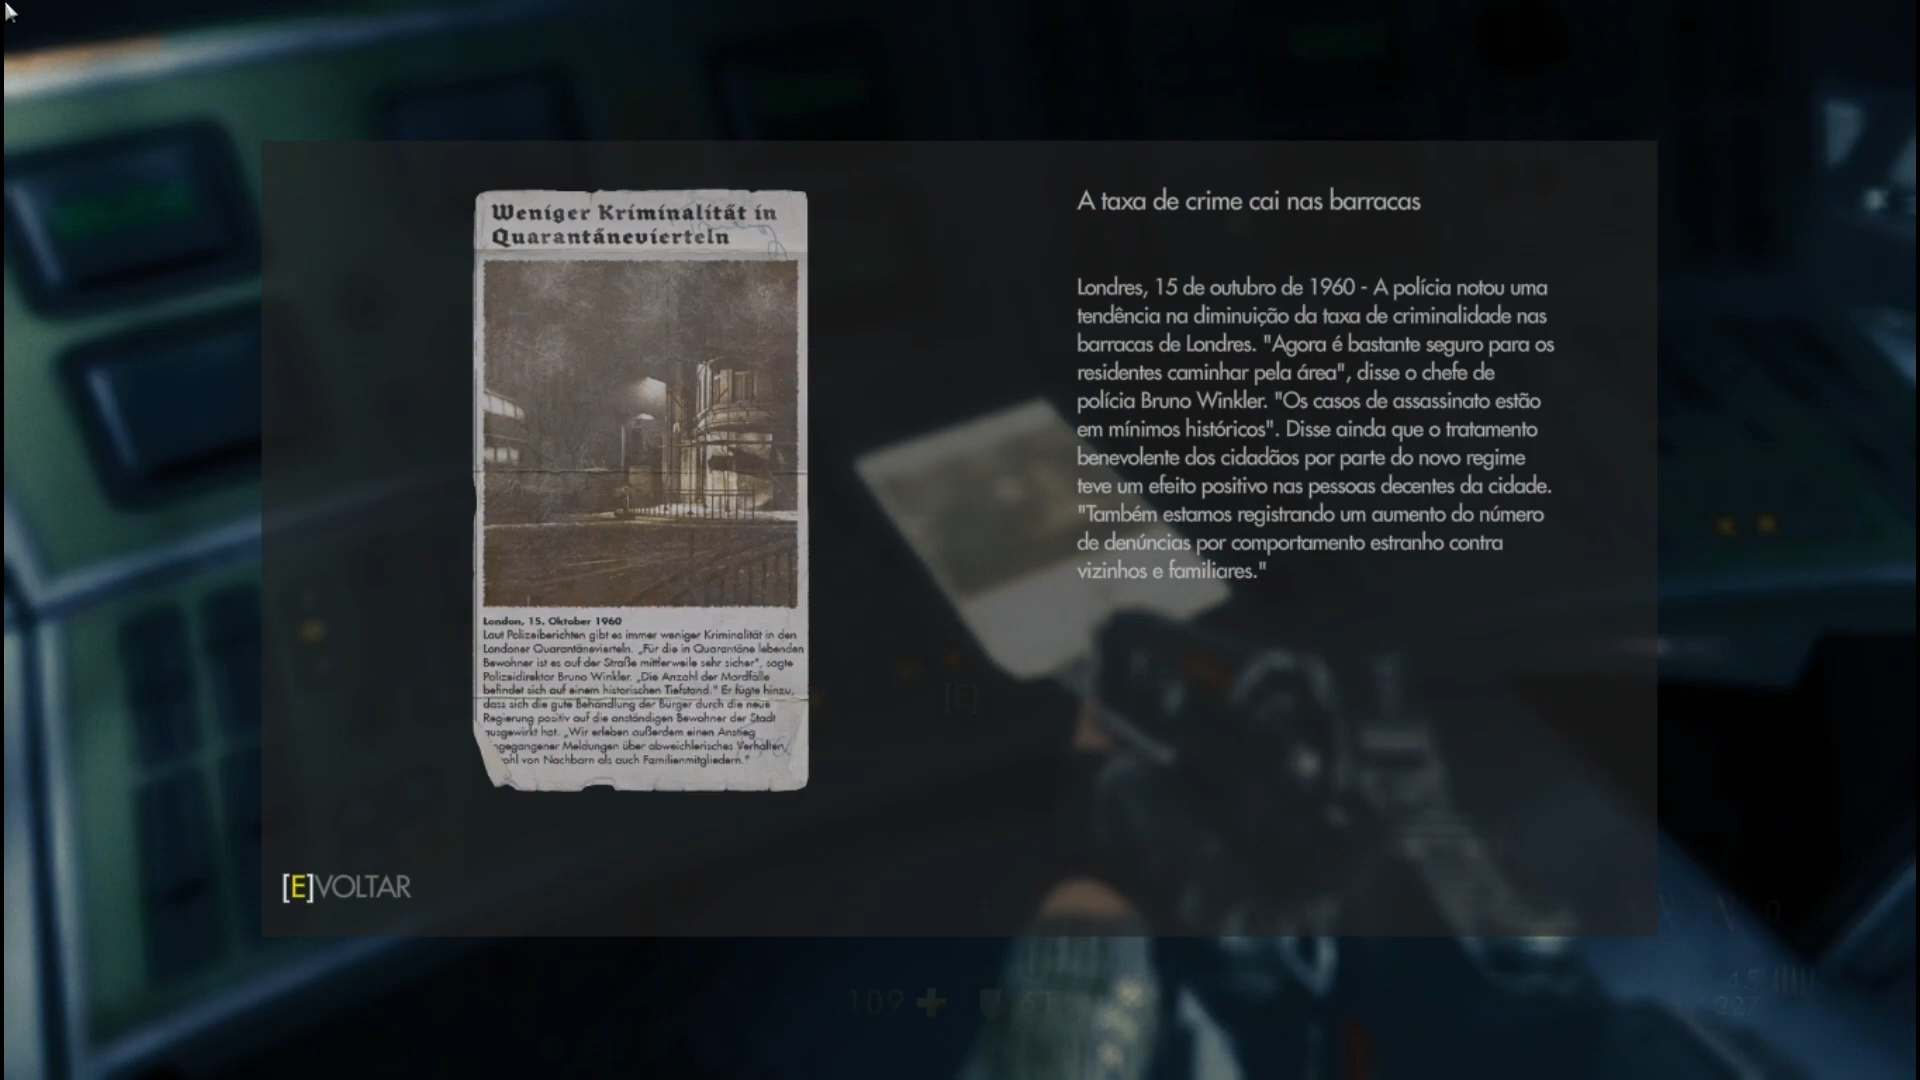 Weniger Kriminalität in
Quarantänevierteln
London, 15. Oktober 1960
Laut Polizeiberichten gibt es immer weniger Kriminalität in den
Londoner Quarantänevierteln. „Für die in Quarantäne lebenden
Bewohner ist es auf der Straße mittlerweile sehr sicher", sagte
Polizeidirektor Bruno Winkler. „Die Anzahl der Mordfälle
befindet sich auf einem historischen Tiefstand." Er fügte hinzu,
dass sich die gute Behandlung der Bürger durch die neue
Regierung positiv auf die anständigen Bewohner der Stadt
ausgewirkt hat. „Wir erleben außerdem einen Anstieg
ngegangener Meldungen über abweichlerisches Verhalten,
ohl von Nachbarn als auch Familienmitgliedern."
A taxa de crime cai nas barracas
Londres, 15 de outubro de 1960 - A polícia notou uma
tendência na diminuição da taxa de criminalidade nas
barracas de Londres. "Agora é bastante seguro para os
residentes caminhar pela área", disse o chefe de
polícia Bruno Winkler. "Os casos de assassinato estão
em mínimos históricos". Disse ainda que o tratamento
benevolente dos cidadãos por parte do novo regime
teve um efeito positivo nas pessoas decentes da cidade.
"Também estamos registrando um aumento do número
de denúncias por comportamento estranho contra
vizinhos e familiares."
[E]
[E]VOLTAR
109
45
227